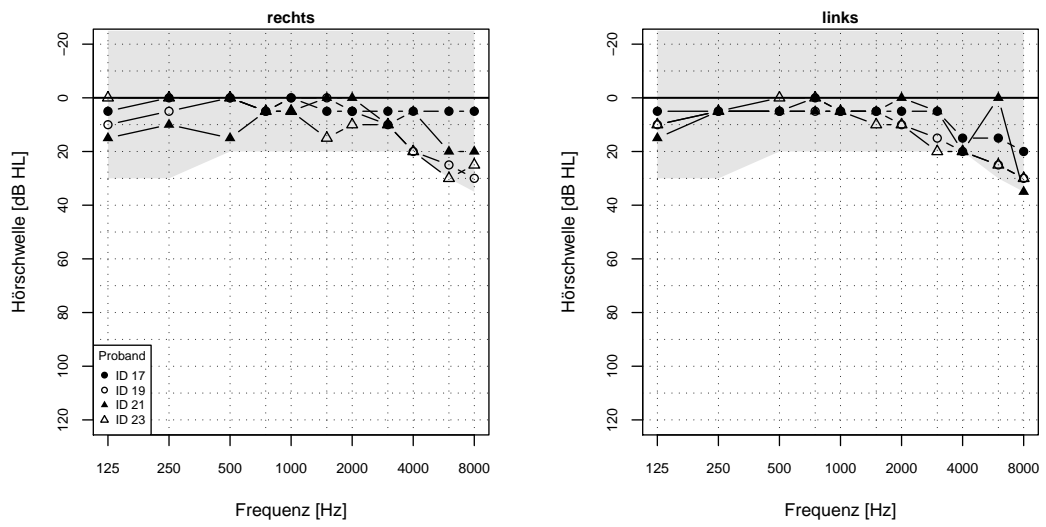 rechts
−20
0
20
40
60
80
100
120
Hörschwelle [dB HL]
Proband
ID 17
ID 19
ID 21
ID 23
125 250 500 1000 2000 4000 8000
Frequenz [Hz]
links
−20
0
20
40
60
80
100
120
Hörschwelle [dB HL]
125 250 500 1000 2000 4000 8000
Frequenz [Hz]